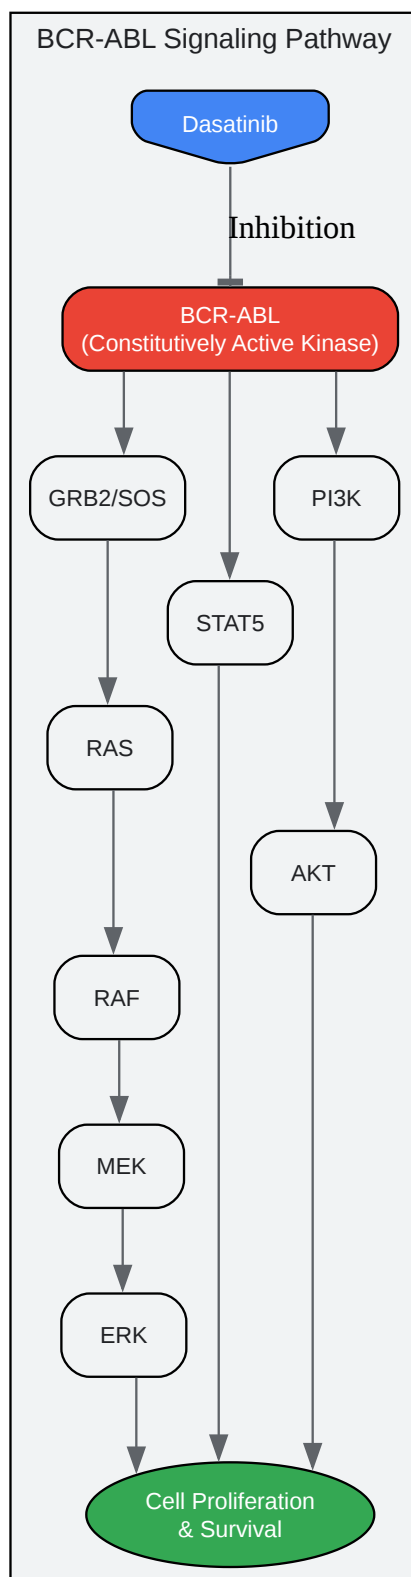 BCR-ABL Signaling Pathway
Dasatinib
Inhibition
BCR-ABL
(Constitutively Active Kinase)
GRB2/SOS
PI3K
STAT5
RAS
AKT
RAF
MEK
ERK
Cell Proliferation
& Survival